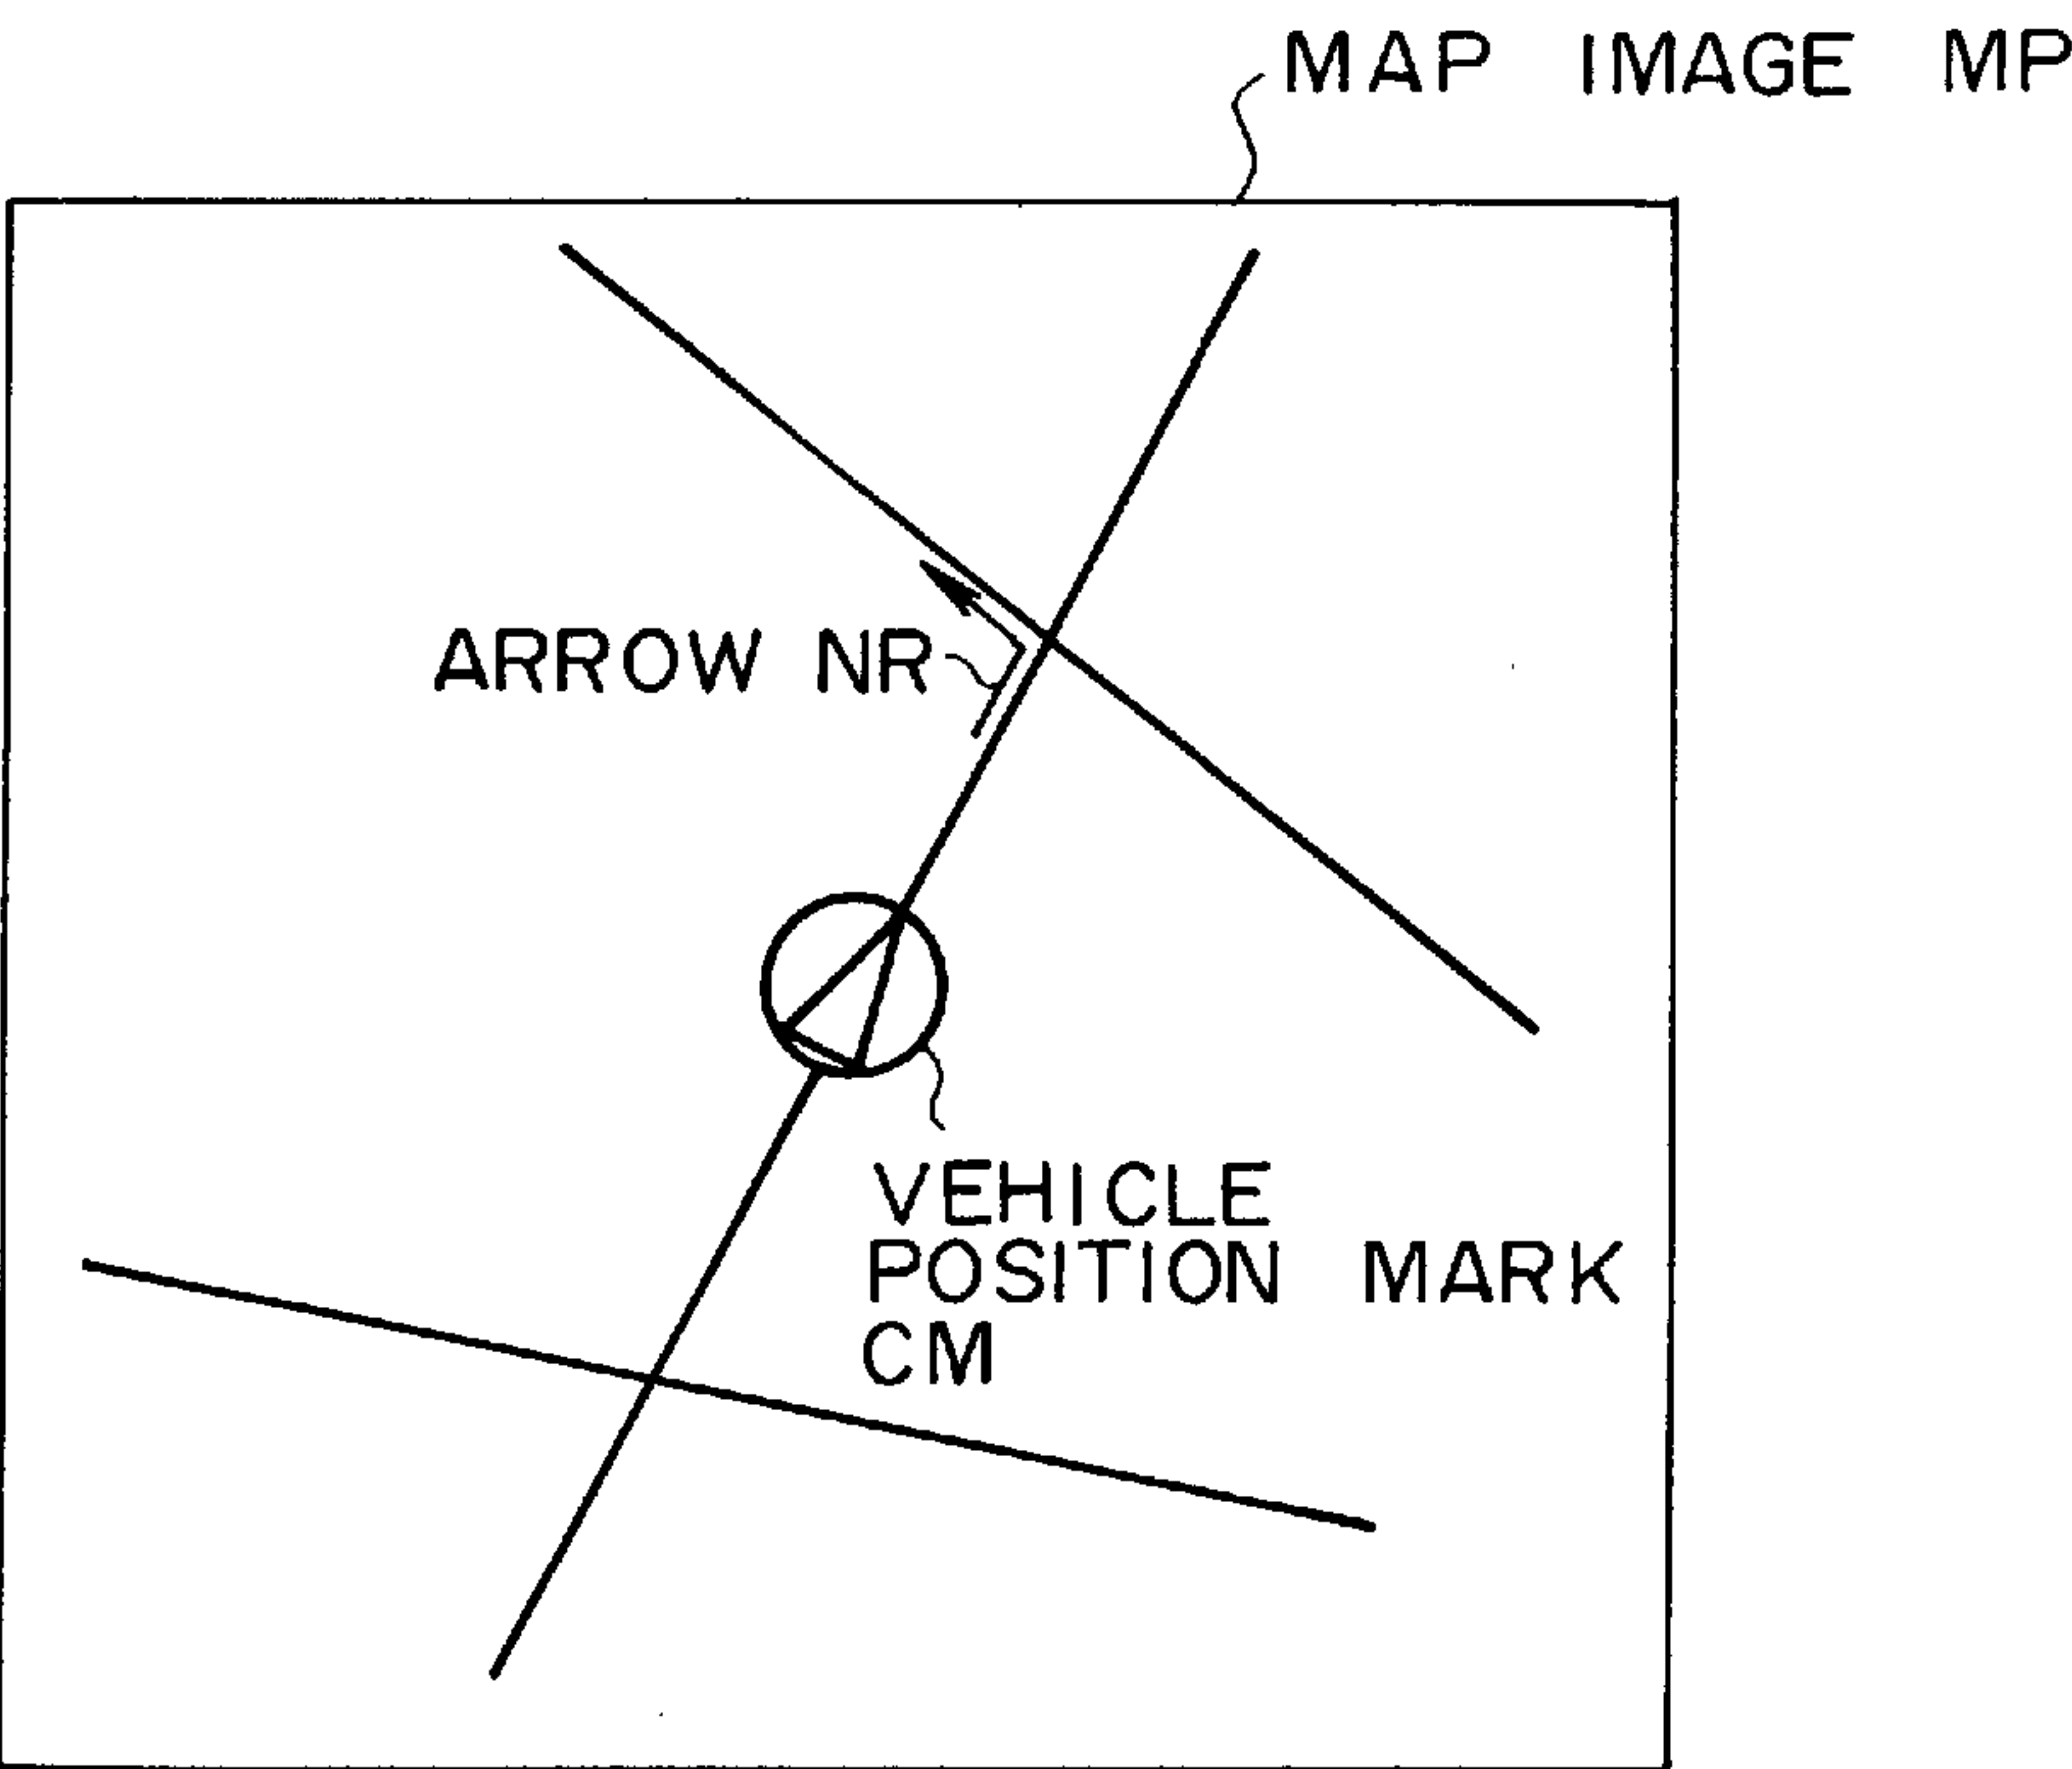 MAP IMAGE MP
ARROW NR
VEHICLE
POSITION MARK
CM